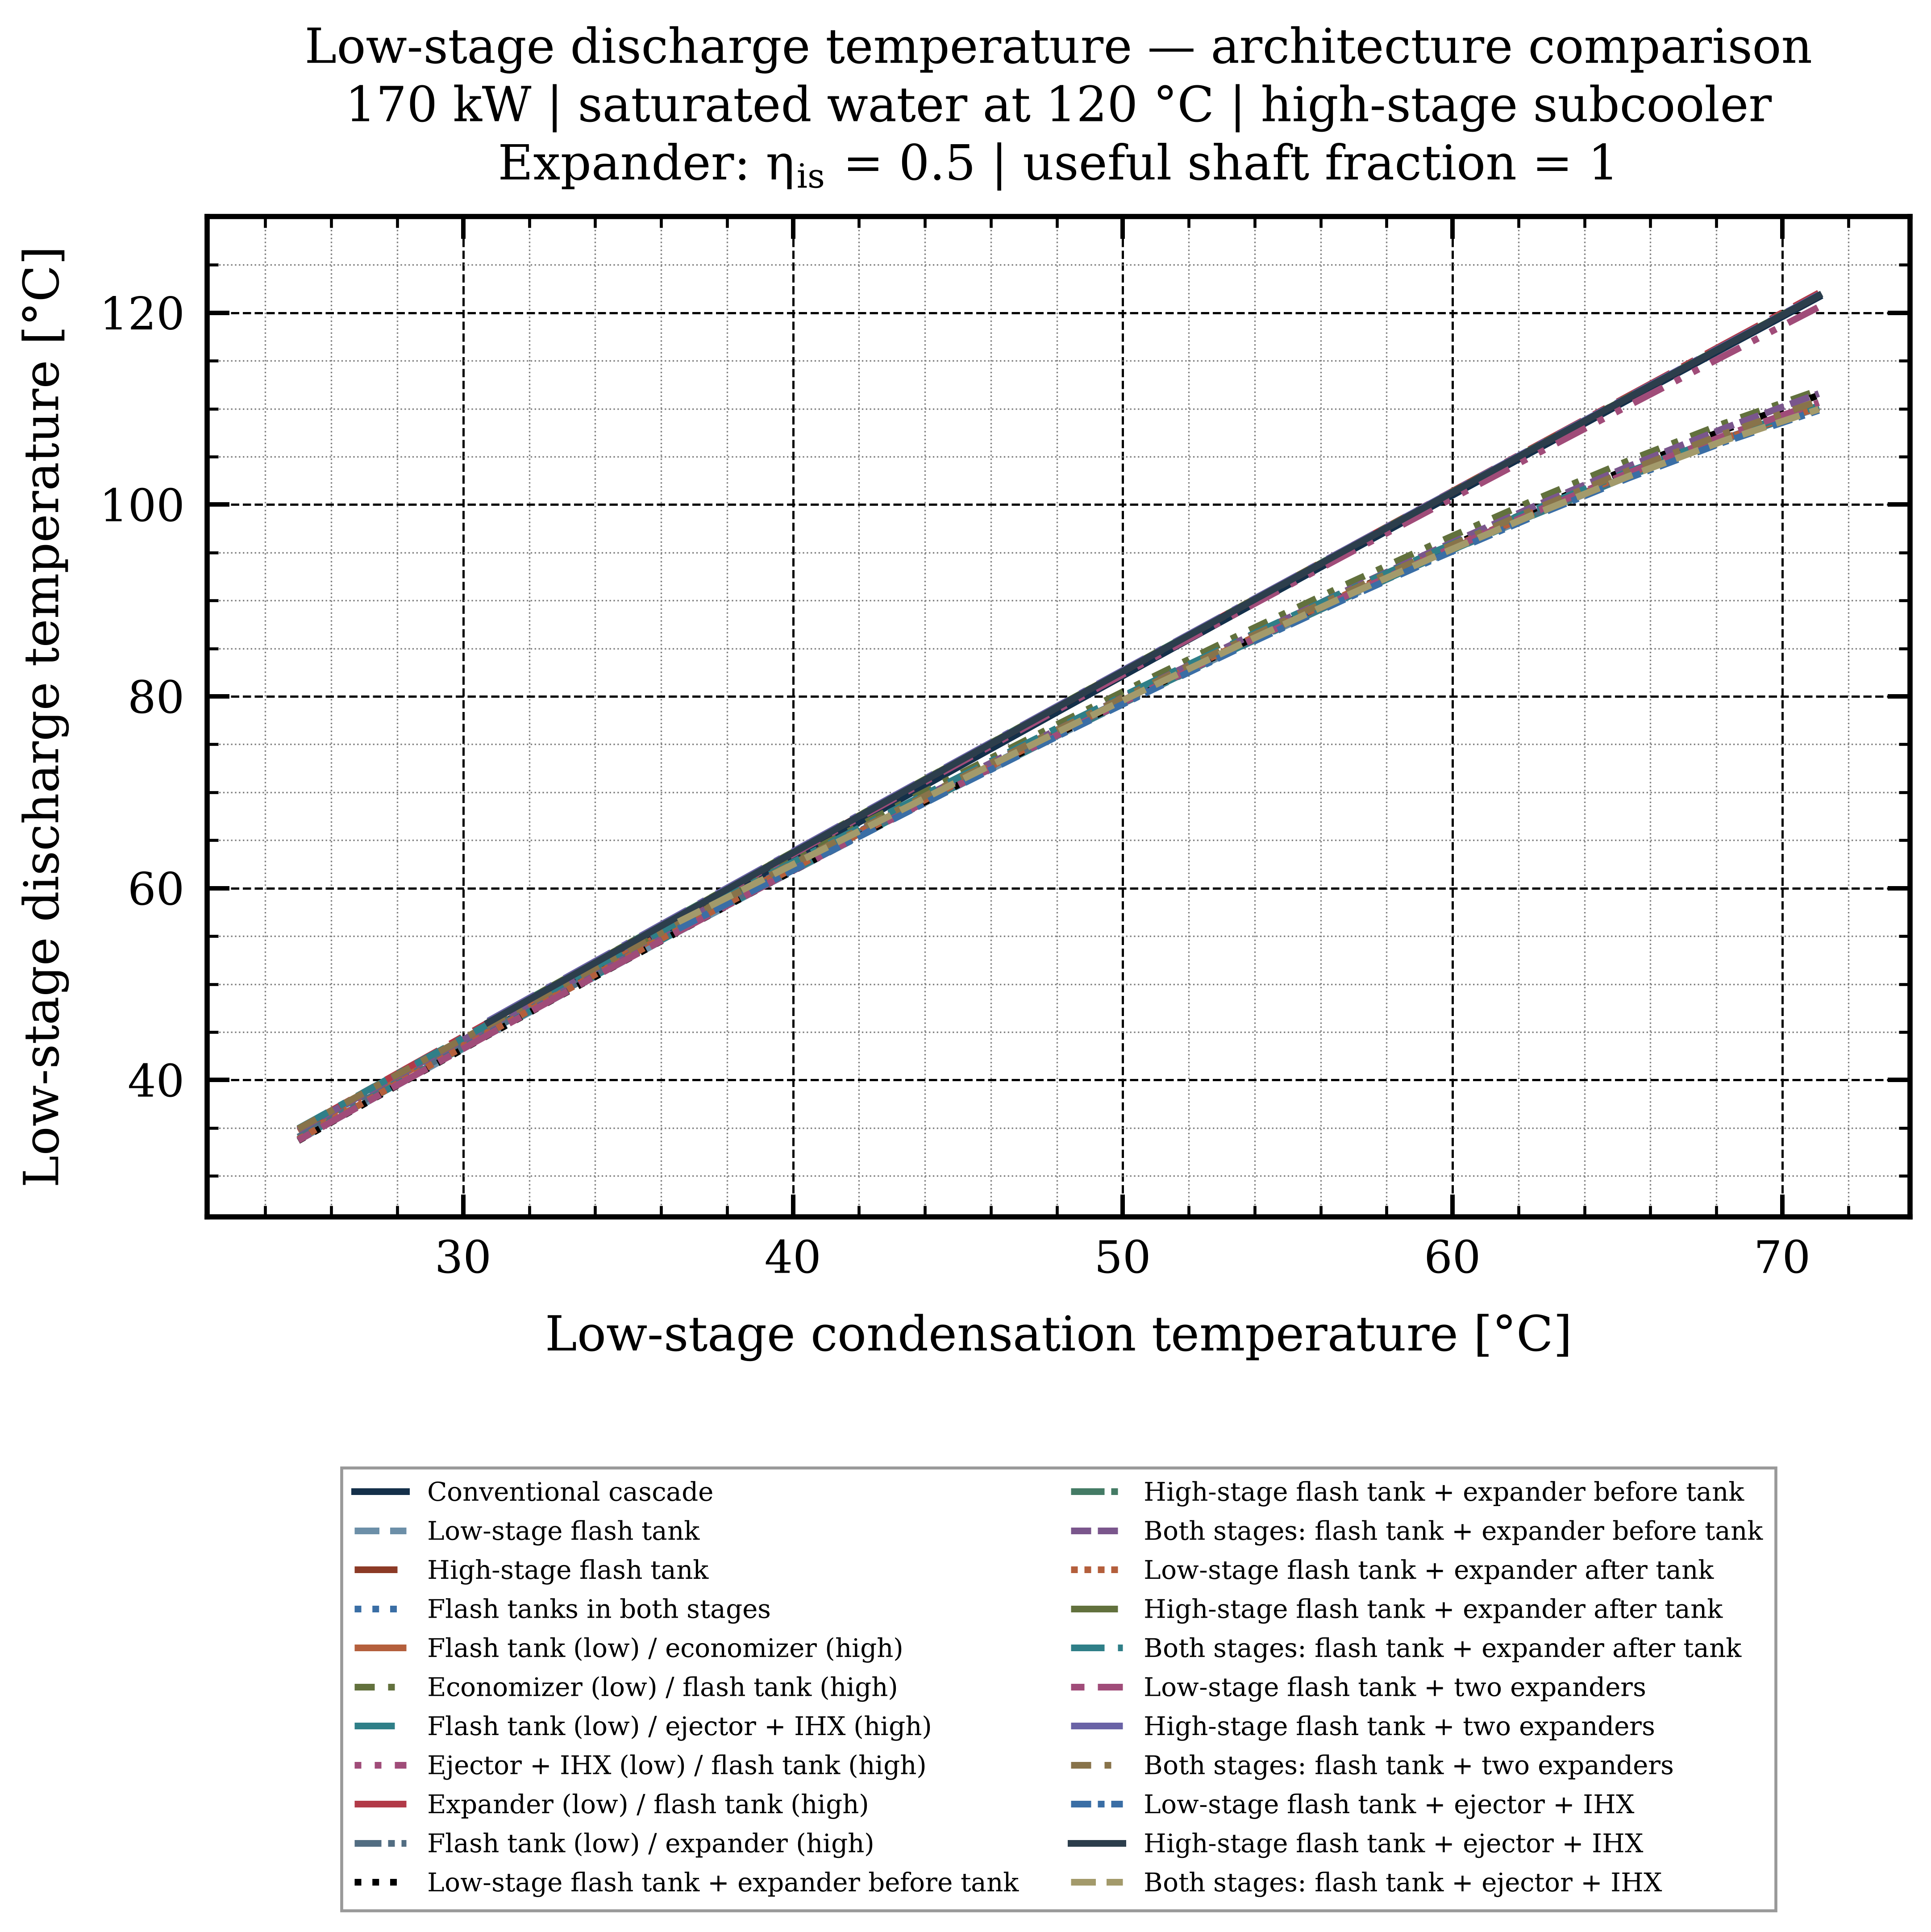 Low-stage discharge temperature — architecture comparison
170 kW | saturated water at 120 °C | high-stage subcooler
Expander: ηis = 0.5 | useful shaft fraction = 1
Low-stage discharge temperature [°C]
120
100
80
60
40
30 40 50 60 70
Low-stage condensation temperature [°C]
Conventional cascade
Low-stage flash tank
High-stage flash tank
Flash tanks in both stages
Flash tank (low) / economizer (high)
Economizer (low) / flash tank (high)
Flash tank (low) / ejector + IHX (high)
Ejector + IHX (low) / flash tank (high)
Expander (low) / flash tank (high)
Flash tank (low) / expander (high)
Low-stage flash tank + expander before tank
High-stage flash tank + expander before tank
Both stages: flash tank + expander before tank
Low-stage flash tank + expander after tank
High-stage flash tank + expander after tank
Both stages: flash tank + expander after tank
Low-stage flash tank + two expanders
High-stage flash tank + two expanders
Both stages: flash tank + two expanders
Low-stage flash tank + ejector + IHX
High-stage flash tank + ejector + IHX
Both stages: flash tank + ejector + IHX